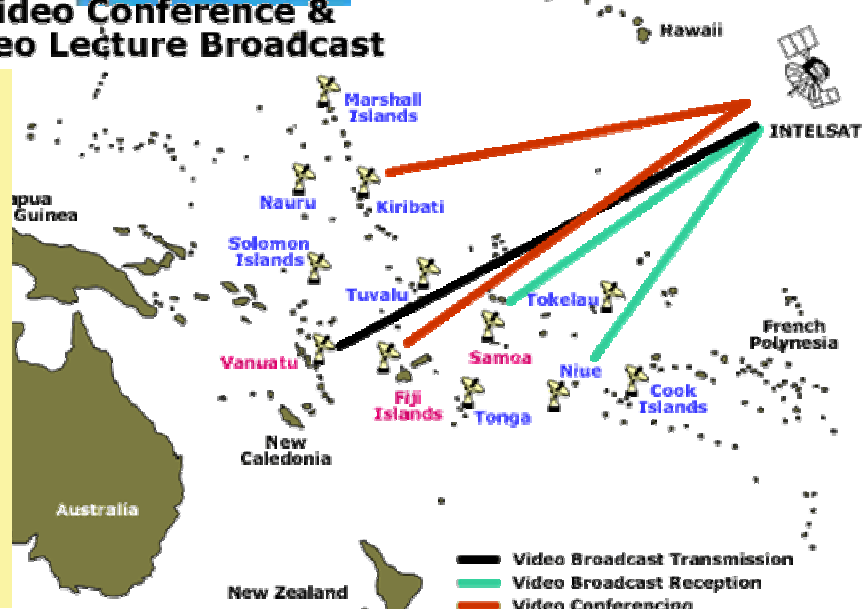 ideo Conference &
eo Lecture Broadcast
Hawaii
INTELSAT
Marshall
Islands
Nauru
Kiribati
apua
Guinea
Solomon
Islands
Tuvalu
Tokelau
French
Polynesia
Vanuatu
Samoa
Niue
Fiji
Islands
Cook
Islands
Tonga
New
Caledonia
Australia
New Zealand
Video Broadcast Transmission
Video Broadcast Reception
Video Conferencing